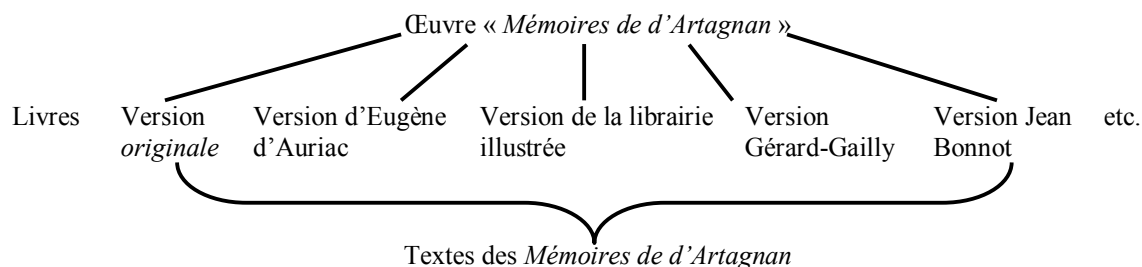 Œuvre « Mémoires de d'Artagnan »
Livres Version Version d'Eugène Version de la librairie Version Version Jean etc.
originale d'Auriac illustrée Gérard-Gailly Bonnot
Textes des Mémoires de d'Artagnan